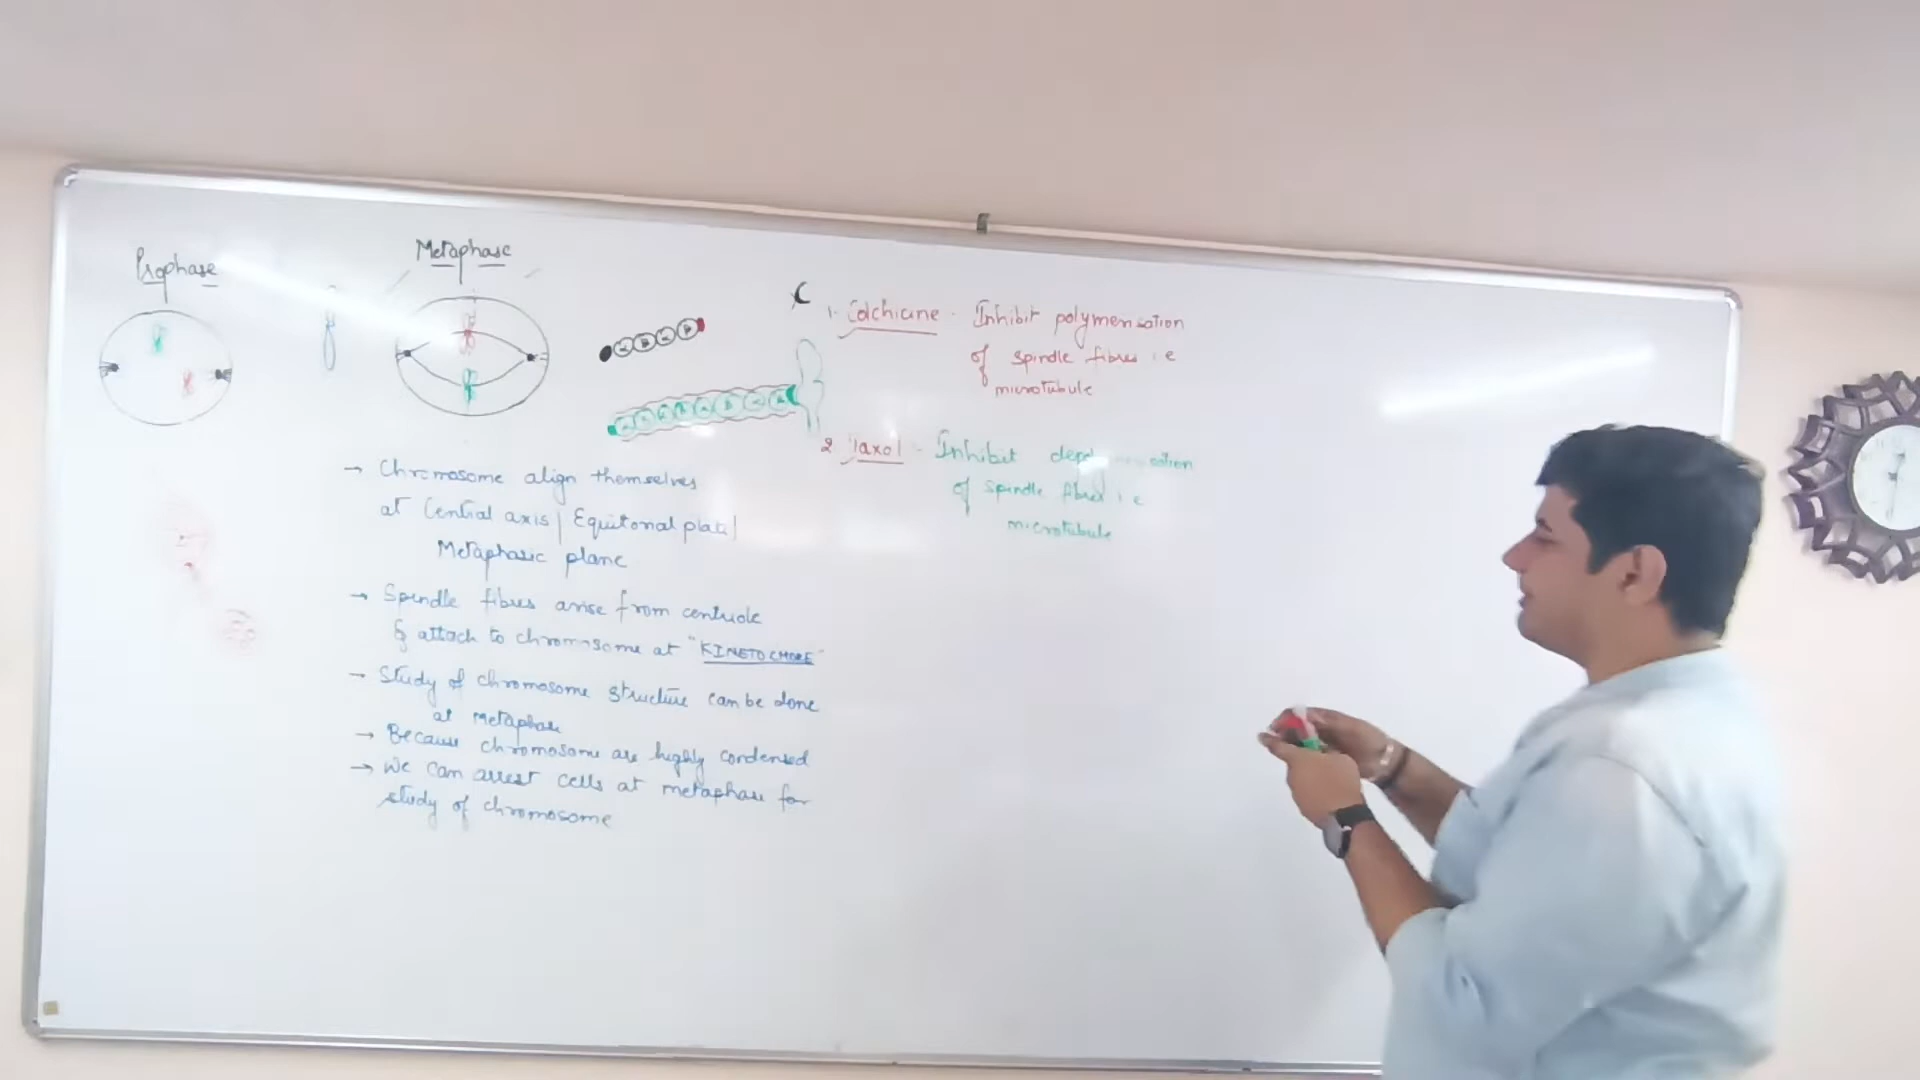 Prophase
Metaphase
1. Colchicine - Inhibit polymerisation
of spindle fibres i.e
microtubule
2. Taxol - Inhibit
of spindle fibres i.e
microtubule
→ Chromosome align themselves
at Central axis | Equitorial plate |
Metaphasic plane
→ Spindle fibres arise from centriole
& attach to chromosome at "KINETOCHORE"
→ Study of chromosome structure can be done
at Metaphase
→ Because chromosome are highly condensed
→ We can arrest cells at metaphase for
study of chromosome